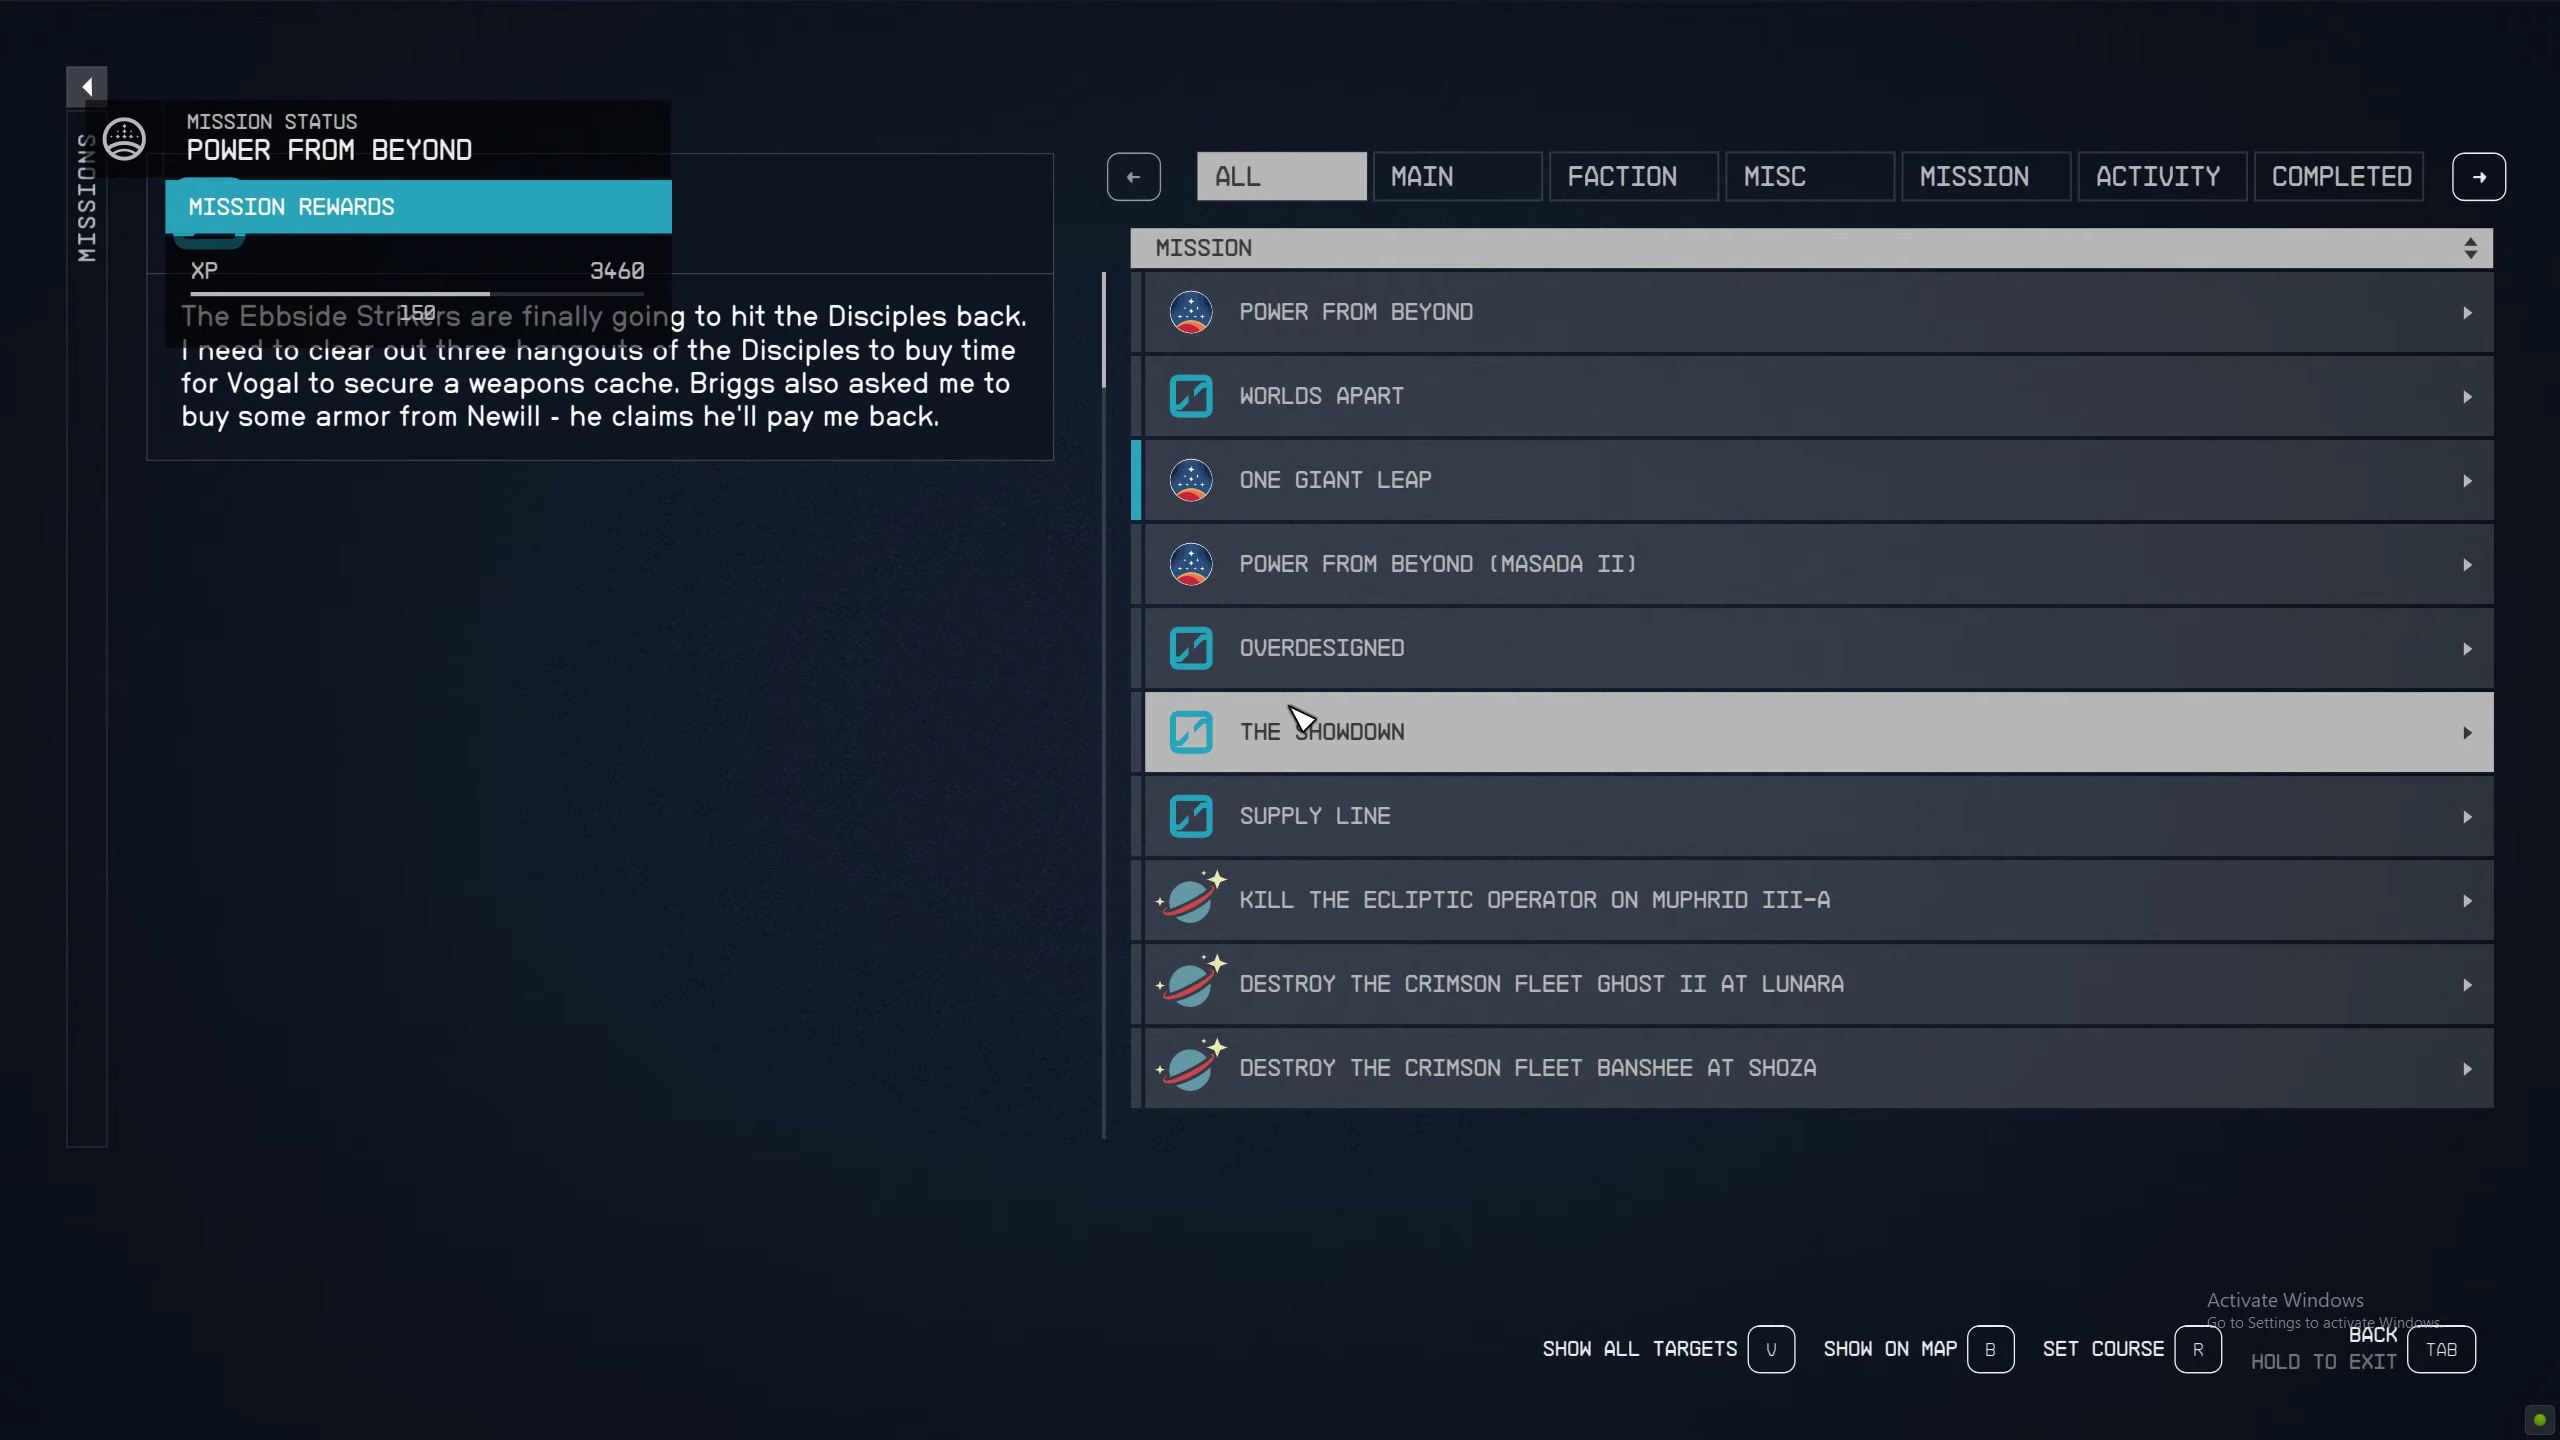 MISSIONS
MISSION STATUS
POWER FROM BEYOND
MISSION REWARDS
XP 3460
150
The Ebbside Strikers are finally going to hit the Disciples back.
I need to clear out three hangouts of the Disciples to buy time
for Vogal to secure a weapons cache. Briggs also asked me to
buy some armor from Newill - he claims he'll pay me back.
ALL MAIN FACTION MISC MISSION ACTIVITY COMPLETED
MISSION
POWER FROM BEYOND
WORLDS APART
ONE GIANT LEAP
POWER FROM BEYOND (MASADA II)
OVERDESIGNED
THE SHOWDOWN
SUPPLY LINE
KILL THE ECLIPTIC OPERATOR ON MUPHRID III-A
DESTROY THE CRIMSON FLEET GHOST II AT LUNARA
DESTROY THE CRIMSON FLEET BANSHEE AT SHOZA
Activate Windows
Go to Settings to activate Windows.
SHOW ALL TARGETS V SHOW ON MAP B SET COURSE R BACK TAB
HOLD TO EXIT